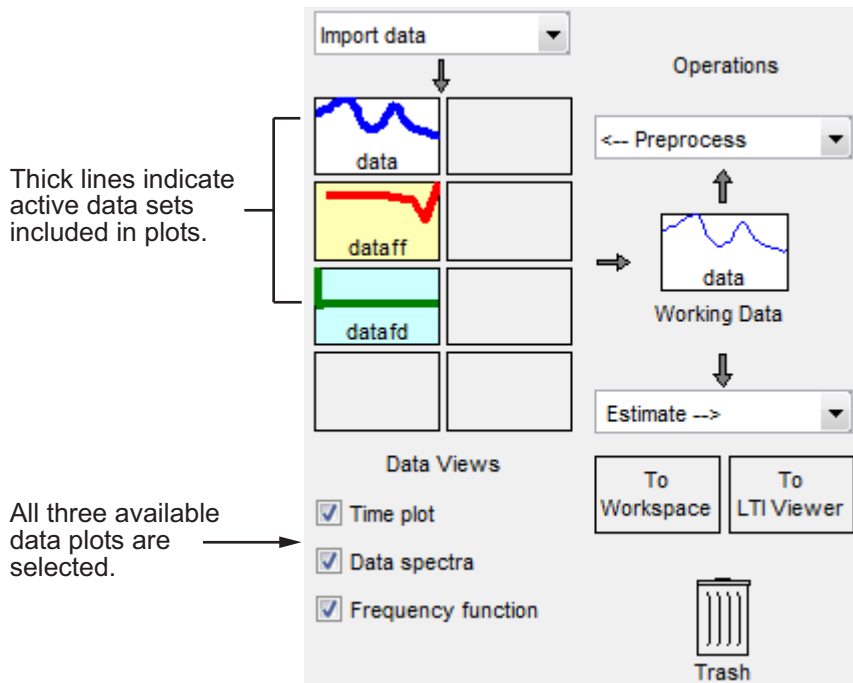 Import data
Operations
<-- Preprocess
data
Thick lines indicate
active data sets
included in plots.
dataff
data
Working Data
datafd
Estimate -->
Data Views
To
Workspace
To
LTI Viewer
All three available
data plots are
selected.
Time plot
Data spectra
Frequency function
Trash